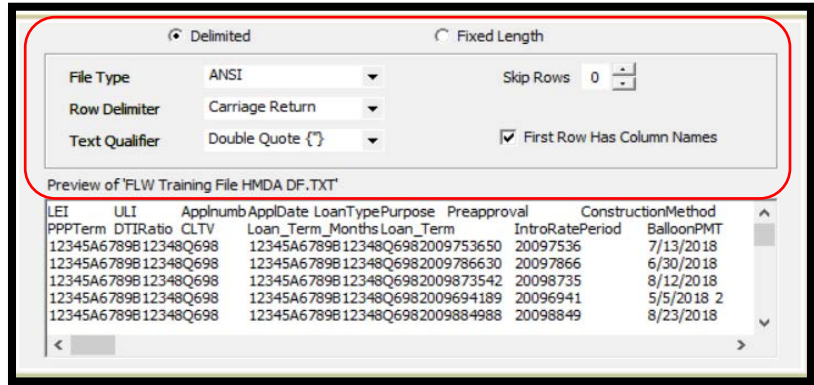 Delimited Fixed Length
File Type ANSI Skip Rows 0
Row Delimiter Carriage Return
Text Qualifier Double Quote {"} First Row Has Column Names
Preview of 'FLW Training File HMDA DF.TXT'
LEI ULI Applnumb ApplDate LoanType Purpose Preapproval ConstructionMethod
PPPTerm DTIRatio CLTV Loan_Term_Months Loan_Term IntroRatePeriod BalloonPMT
12345A6789B12348Q698 12345A6789B12348Q6982009753650 20097536 7/13/2018
12345A6789B12348Q698 12345A6789B12348Q6982009786630 20097866 6/30/2018
12345A6789B12348Q698 12345A6789B12348Q6982009873542 20098735 8/12/2018
12345A6789B12348Q698 12345A6789B12348Q6982009694189 20096941 5/5/2018 2
12345A6789B12348Q698 12345A6789B12348Q6982009884988 20098849 8/23/2018